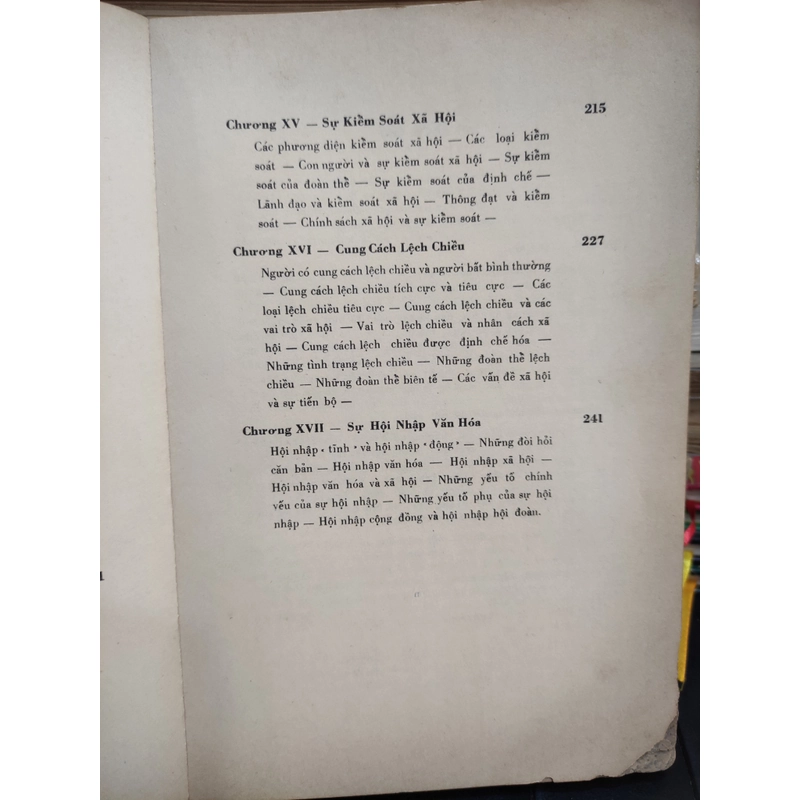 Chương XV — Sự Kiểm Soát Xã Hội 215
Các phương diện kiểm soát xã hội — Các loại kiểm
soát — Con người và sự kiểm soát xã hội — Sự kiểm
soát của đoàn thể — Sự kiểm soát của định chế —
Lãnh đạo và kiểm soát xã hội — Thông đạt và kiểm
soát — Chính sách xã hội và sự kiểm soát —
Chương XVI — Cung Cách Lệch Chiều 227
Người có cung cách lệch chiều và người bất bình thường
— Cung cách lệch chiều tích cực và tiêu cực — Các
loại lệch chiều tiêu cực — Cung cách lệch chiều và các
vai trò xã hội — Vai trò lệch chiều và nhân cách xã
hội — Cung cách lệch chiều được định chế hóa —
Những tình trạng lệch chiều — Những đoàn thể lệch
chiều — Những đoàn thể biên tế — Các vấn đề xã hội
và sự tiến bộ —
Chương XVII — Sự Hội Nhập Văn Hóa 241
Hội nhập « tĩnh » và hội nhập « động » — Những đòi hỏi
căn bản — Hội nhập văn hóa — Hội nhập xã hội —
Hội nhập văn hóa và xã hội — Những yếu tố chính
yếu của sự hội nhập — Những yếu tố phụ của sự hội
nhập — Hội nhập cộng đồng và hội nhập hội đoàn.